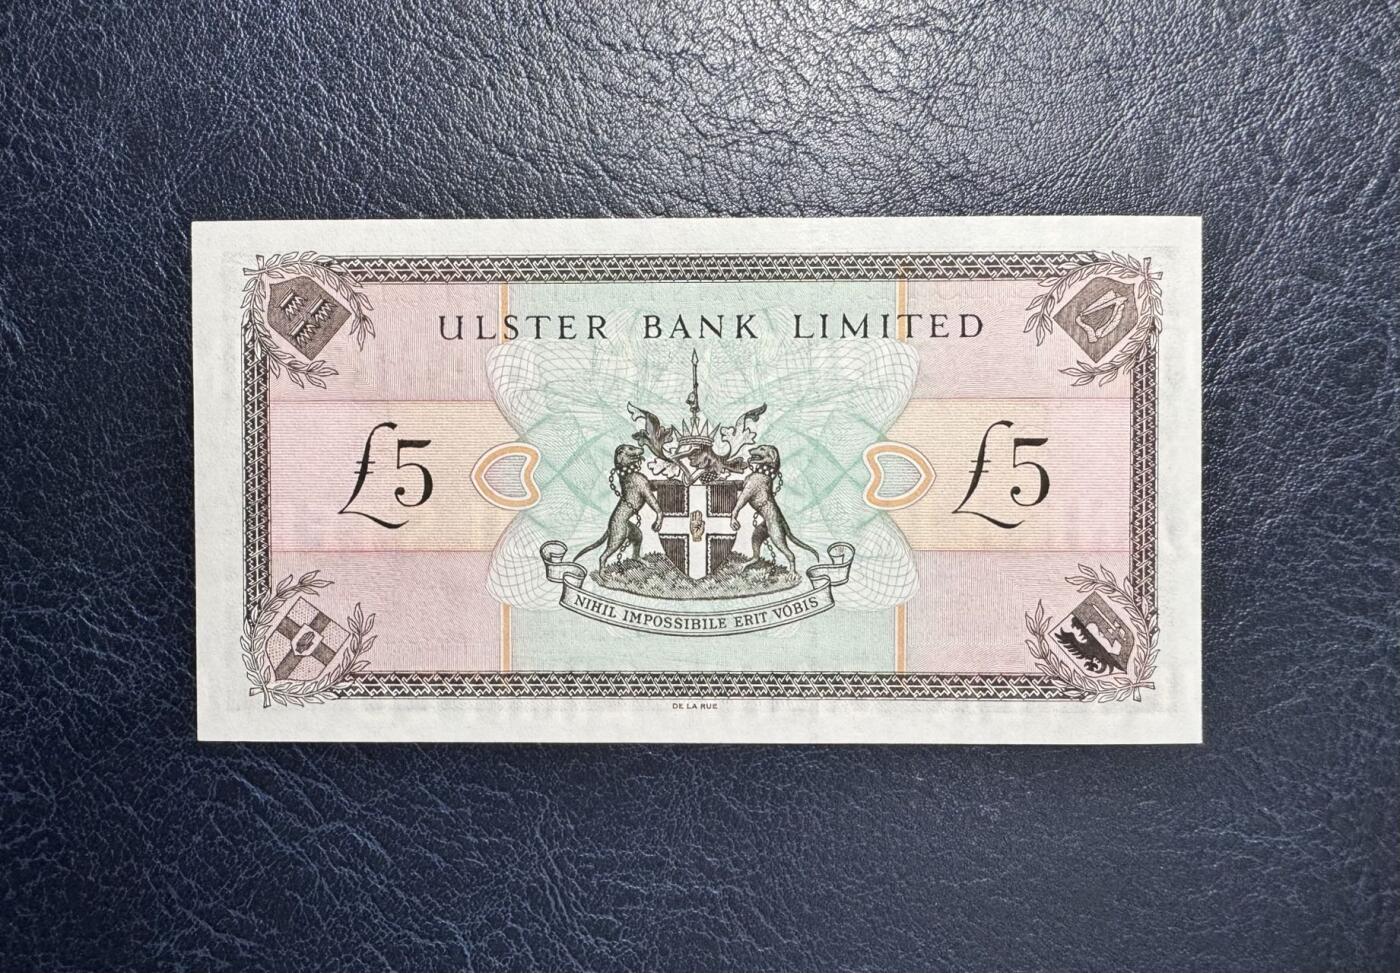 ULSTER BANK LIMITED
£5 £5
NIHIL IMPOSSIBILE ERIT VOBIS
DE LA RUE